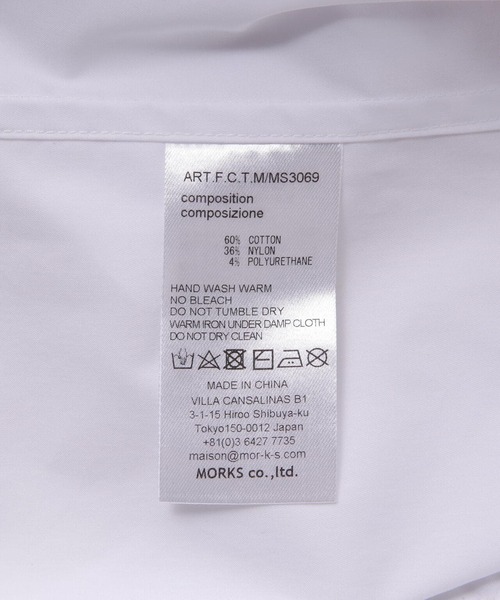 ART.F.C.T.M/MS3069
composition
composizione
60% COTTON
36% NYLON
4% POLYURETHANE
HAND WASH WARM
NO BLEACH
DO NOT TUMBLE DRY
WARM IRON UNDER DAMP CLOTH
DO NOT DRY CLEAN
MADE IN CHINA
VILLA CANSALINAS B1
3-1-15 Hiroo Shibuya-ku
Tokyo150-0012 Japan
+81(0)3 6427 7735
maison@mor-k-s.com
MORKS co.,ltd.